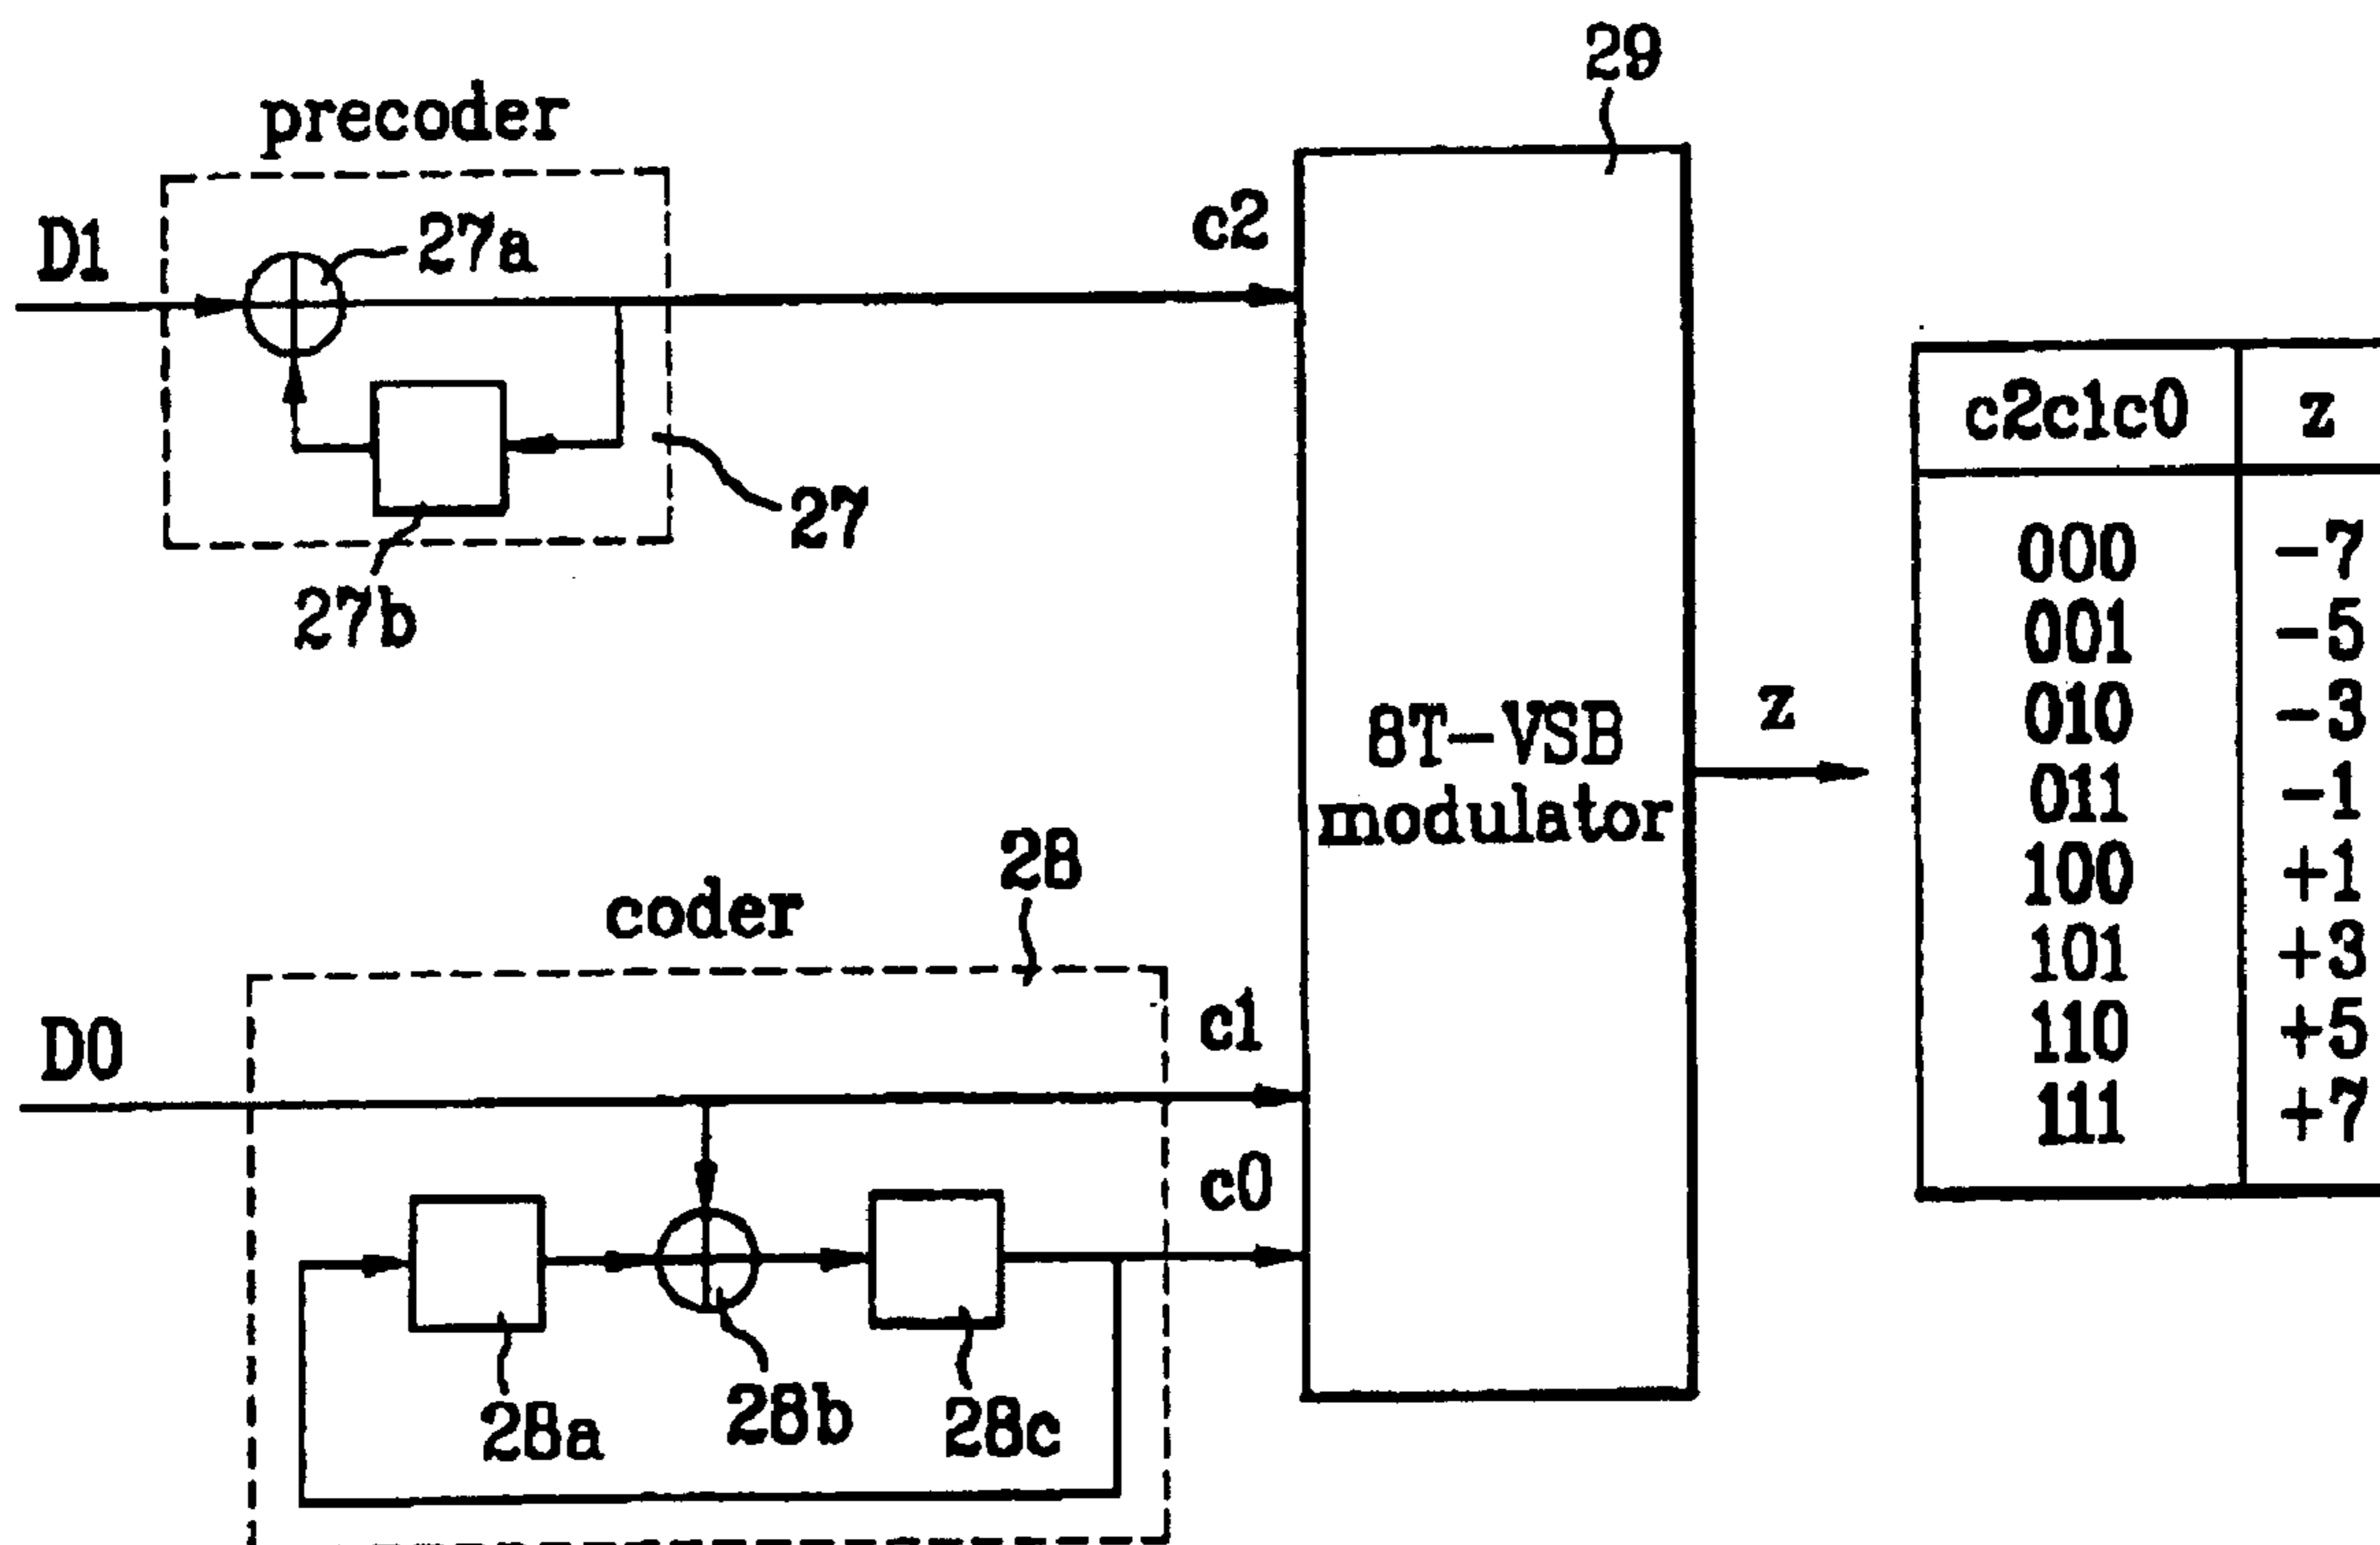 29
precoder
D1
27a
c2
27
27b
c2c1c0 z
000 -7
001 -5
010 -3
011 -1
100 +1
101 +3
110 +5
111 +7
8T-VSB
modulator
z
28
coder
D0
c1
c0
28a
28b
28c